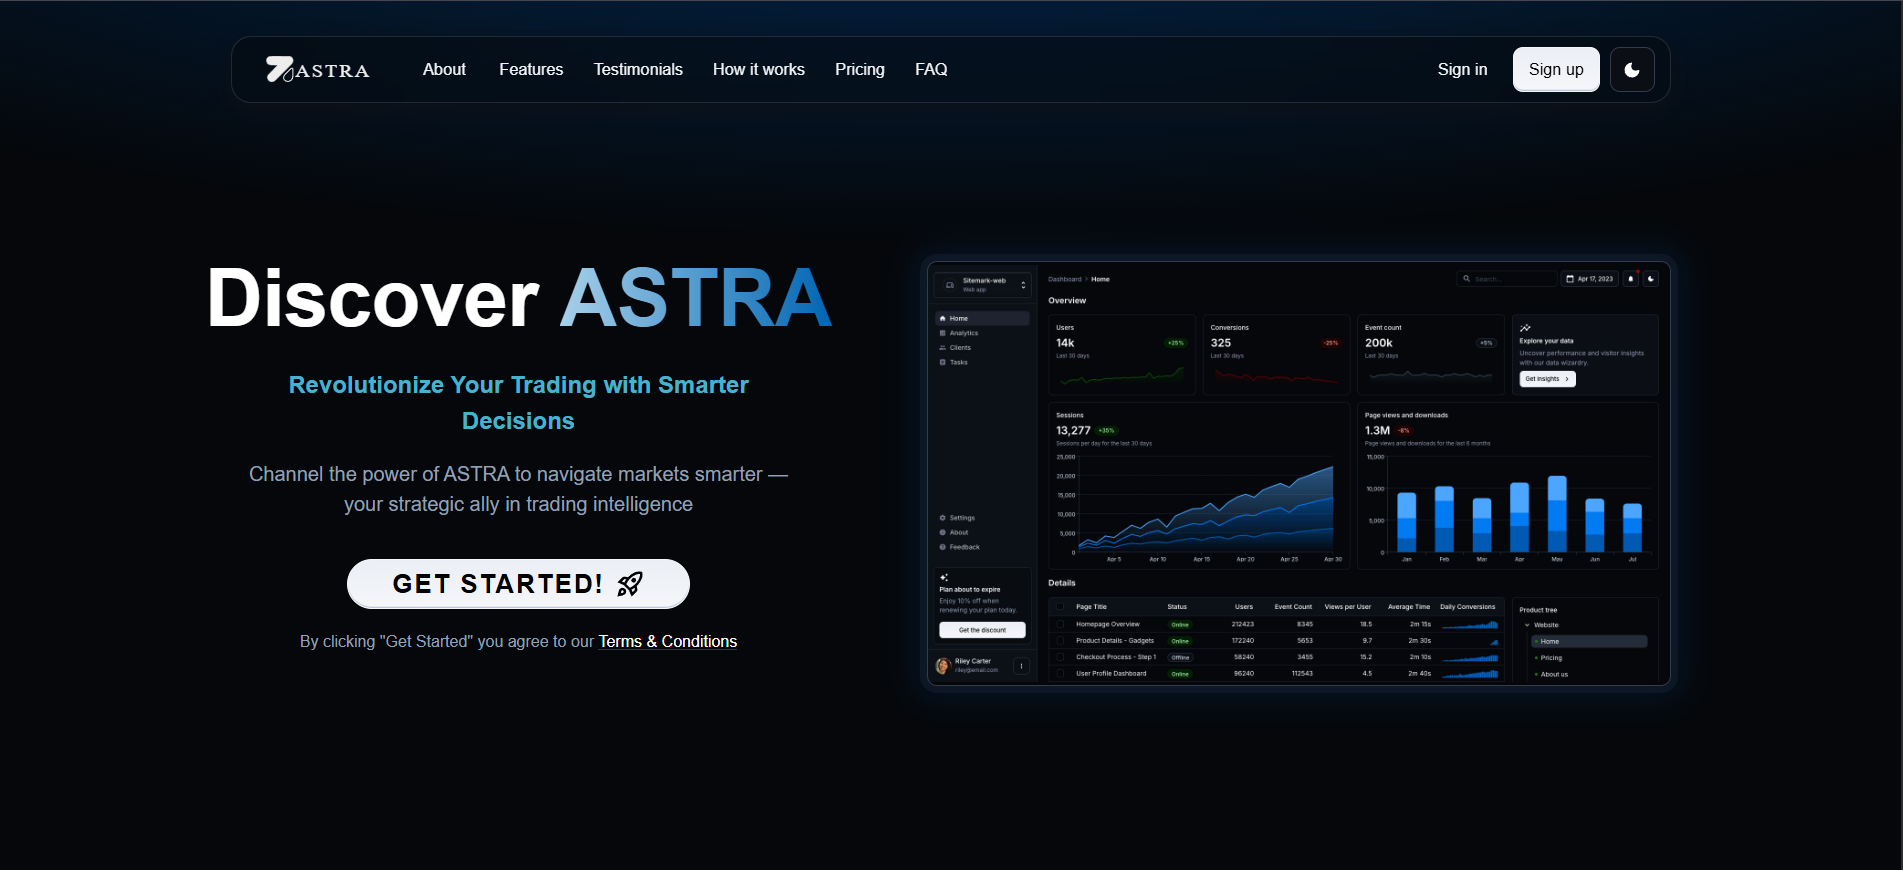 ASTRA
About Features Testimonials How it works Pricing FAQ
Sign in Sign up
Discover ASTRA
Revolutionize Your Trading with Smarter
Decisions
Channel the power of ASTRA to navigate markets smarter —
your strategic ally in trading intelligence
GET STARTED!
By clicking "Get Started" you agree to our Terms & Conditions
Sitemark-web
Web app
Home
Analytics
Clients
Tasks
Settings
About
Feedback
Plan about to expire
Enjoy 10% off when
renewing your plan today.
Get the discount
Riley Carter
riley@email.com
Dashboard › Home
Search...
Apr 17, 2023
Overview
Users
14k +25%
Last 30 days
Conversions
325 -25%
Last 30 days
Event count
200k +5%
Last 30 days
Explore your data
Uncover performance and visitor insights
with our data wizardry.
Get insights ›
Sessions
13,277 +35%
Sessions per day for the last 30 days
25,000
20,000
15,000
10,000
5,000
0
Apr 5 Apr 10 Apr 15 Apr 20 Apr 25 Apr 30
Page views and downloads
1.3M -8%
Page views and downloads for the last 6 months
15,000
10,000
5,000
0
Jan Feb Mar Apr May Jun Jul
Details
Page Title Status Users Event Count Views per User Average Time Daily Conversions
Homepage Overview Online 212423 8345 18.5 2m 15s
Product Details - Gadgets Online 172240 5653 9.7 2m 30s
Checkout Process - Step 1 Offline 58240 3455 15.2 2m 10s
User Profile Dashboard Online 96240 112543 4.5 2m 40s
Product tree
Website
Home
Pricing
About us